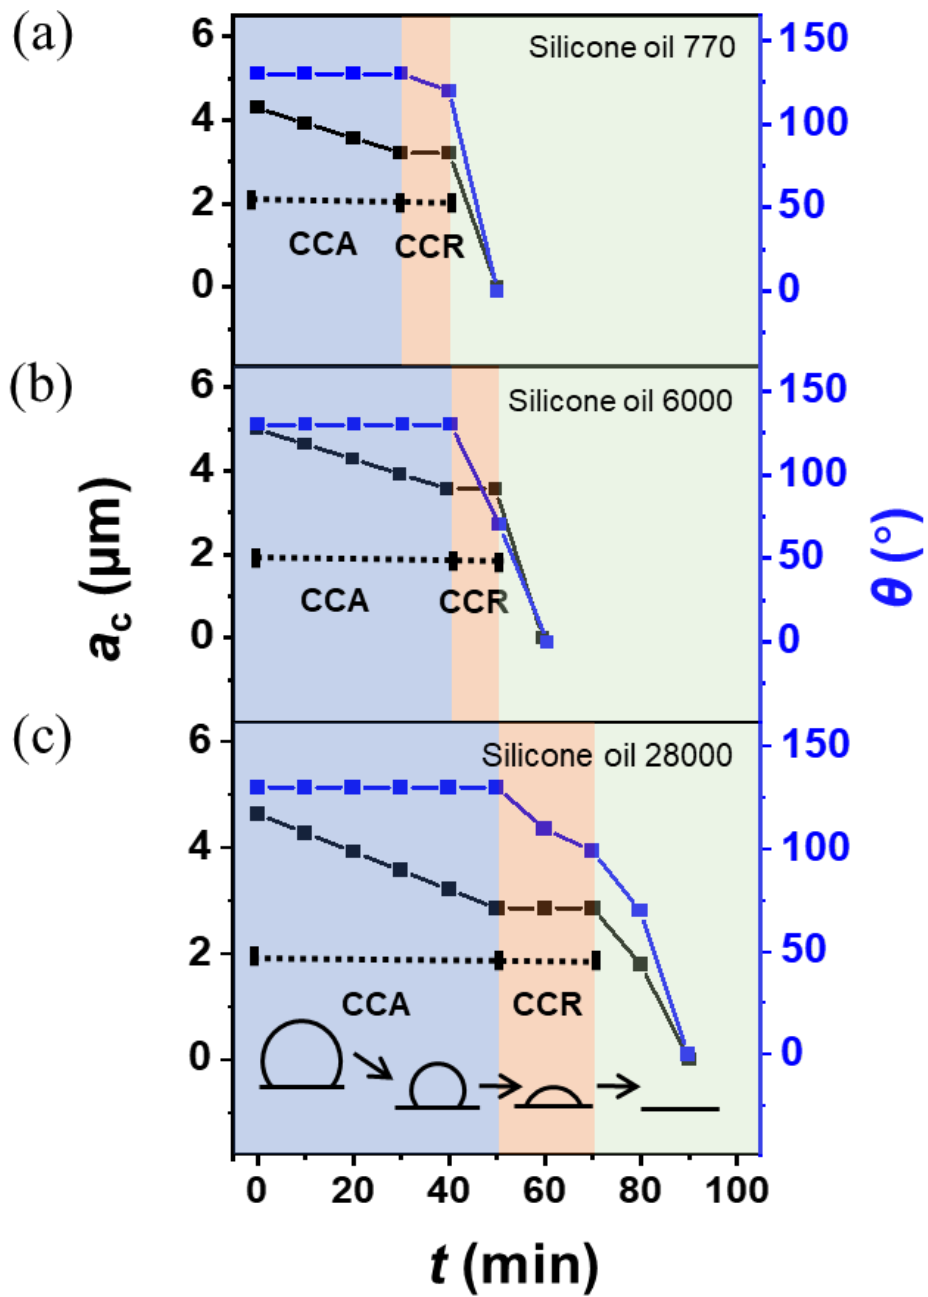 (a)
Silicone oil 770
6
4
2
0
150
100
50
0
CCA
CCR
(b)
Silicone oil 6000
6
4
2
0
150
100
50
0
CCA
CCR
a_c (μm)
θ (°)
(c)
Silicone oil 28000
6
4
2
0
150
100
50
0
CCA
CCR
0 20 40 60 80 100
t (min)